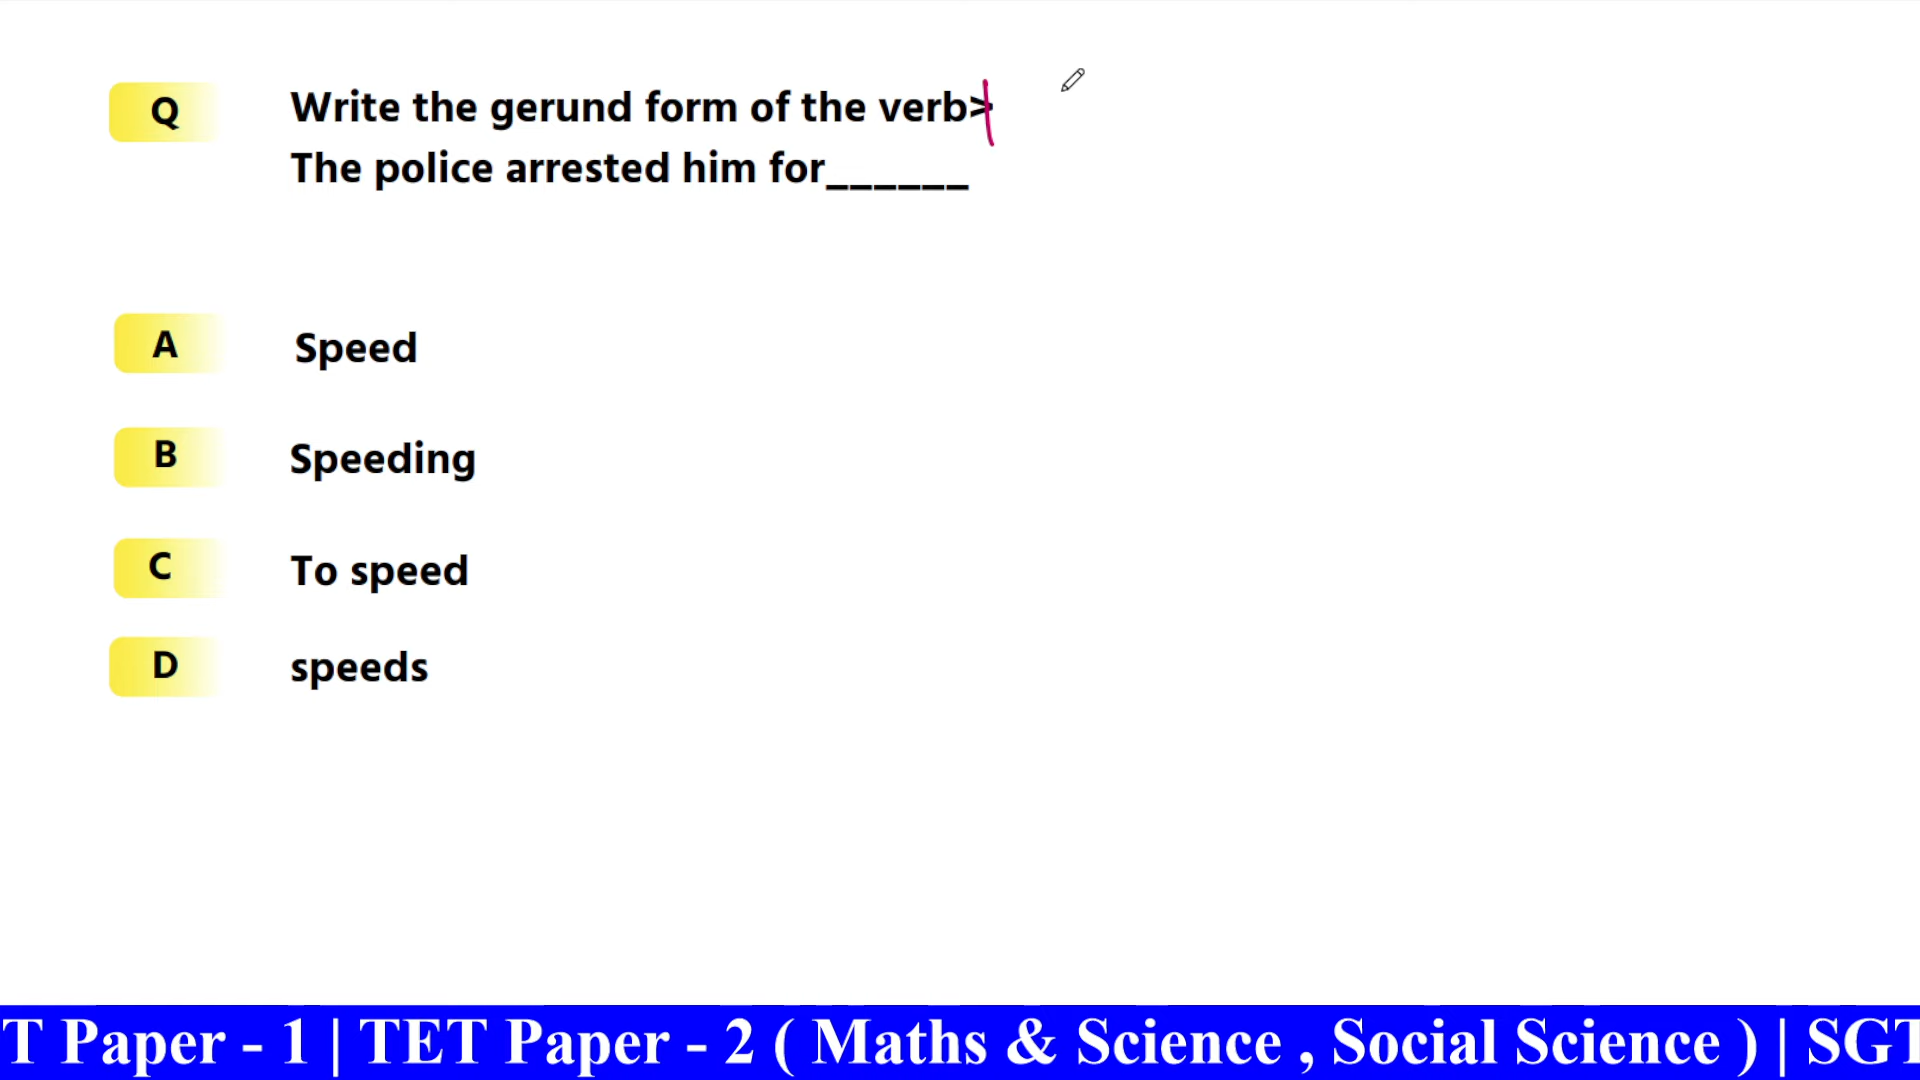 Q Write the gerund form of the verb>
The police arrested him for______
A Speed
B Speeding
C To speed
D speeds
T Paper - 1 | TET Paper - 2 ( Maths & Science , Social Science ) | SGT